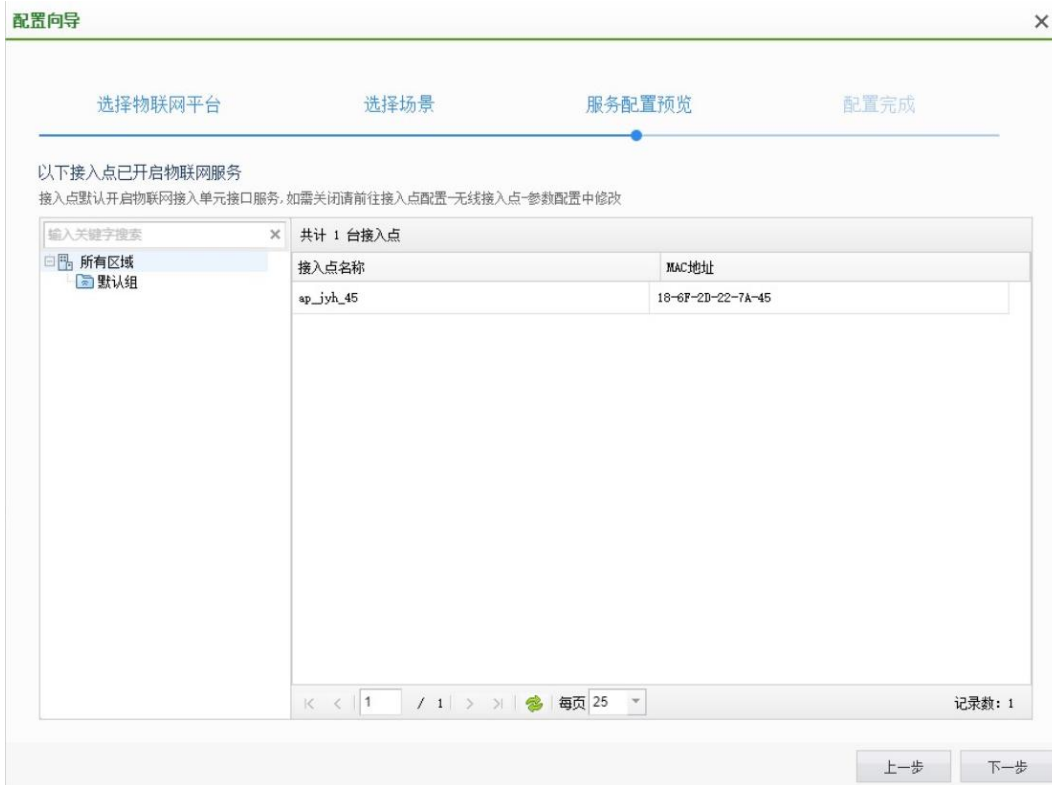 配置向导
选择物联网平台 选择场景 服务配置预览 配置完成
以下接入点已开启物联网服务
接入点默认开启物联网接入单元接口服务,如需关闭请前往接入点配置-无线接入点-参数配置中修改
输入关键字搜索
共计 1 台接入点
所有区域
默认组
接入点名称 MAC地址
ap_jyh_45 18-6F-2D-22-7A-45
1 / 1 每页 25 记录数: 1
上一步 下一步